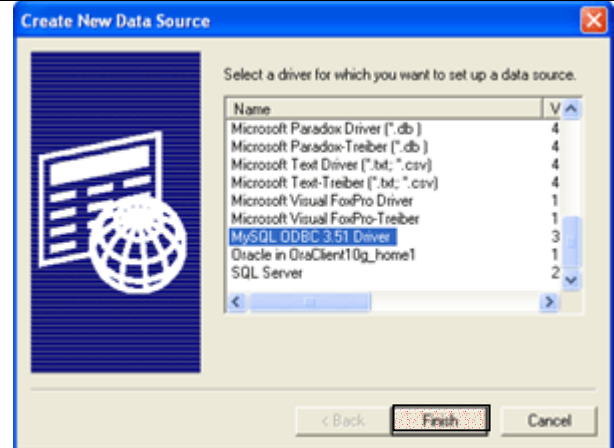 Create New Data Source
Select a driver for which you want to set up a data source.
Name V
Microsoft Paradox Driver (*.db ) 4
Microsoft Paradox-Treiber (*.db ) 4
Microsoft Text Driver (*.txt; *.csv) 4
Microsoft Text-Treiber (*.txt; *.csv) 4
Microsoft Visual FoxPro Driver 1
Microsoft Visual FoxPro-Treiber 1
MySQL ODBC 3.51 Driver 3
Oracle in OraClient10g_home1 1
SQL Server 2
< Back Finish Cancel